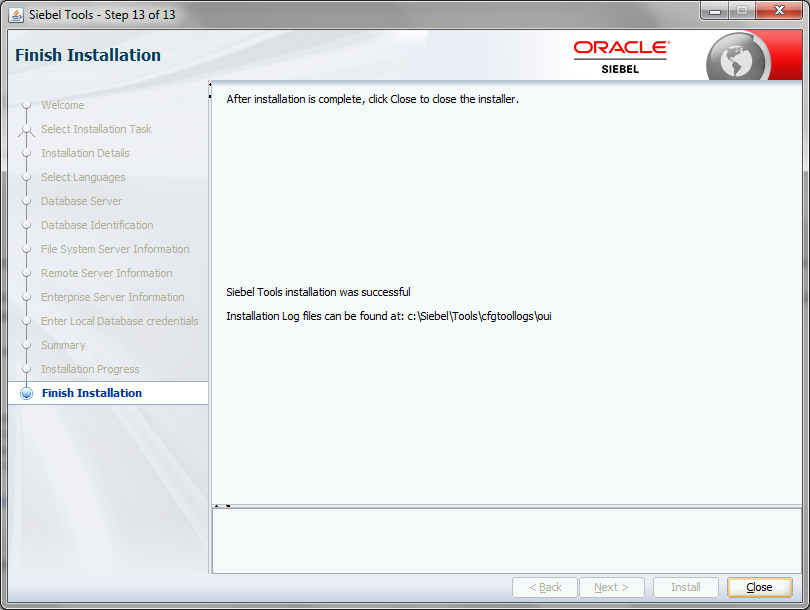 Siebel Tools - Step 13 of 13
Finish Installation
ORACLE®
SIEBEL
Welcome
Select Installation Task
Installation Details
Select Languages
Database Server
Database Identification
File System Server Information
Remote Server Information
Enterprise Server Information
Enter Local Database credentials
Summary
Installation Progress
Finish Installation
After installation is complete, click Close to close the installer.
Siebel Tools installation was successful
Installation Log files can be found at: c:\Siebel\Tools\cfgtoollogs\oui
< Back
Next >
Install
Close